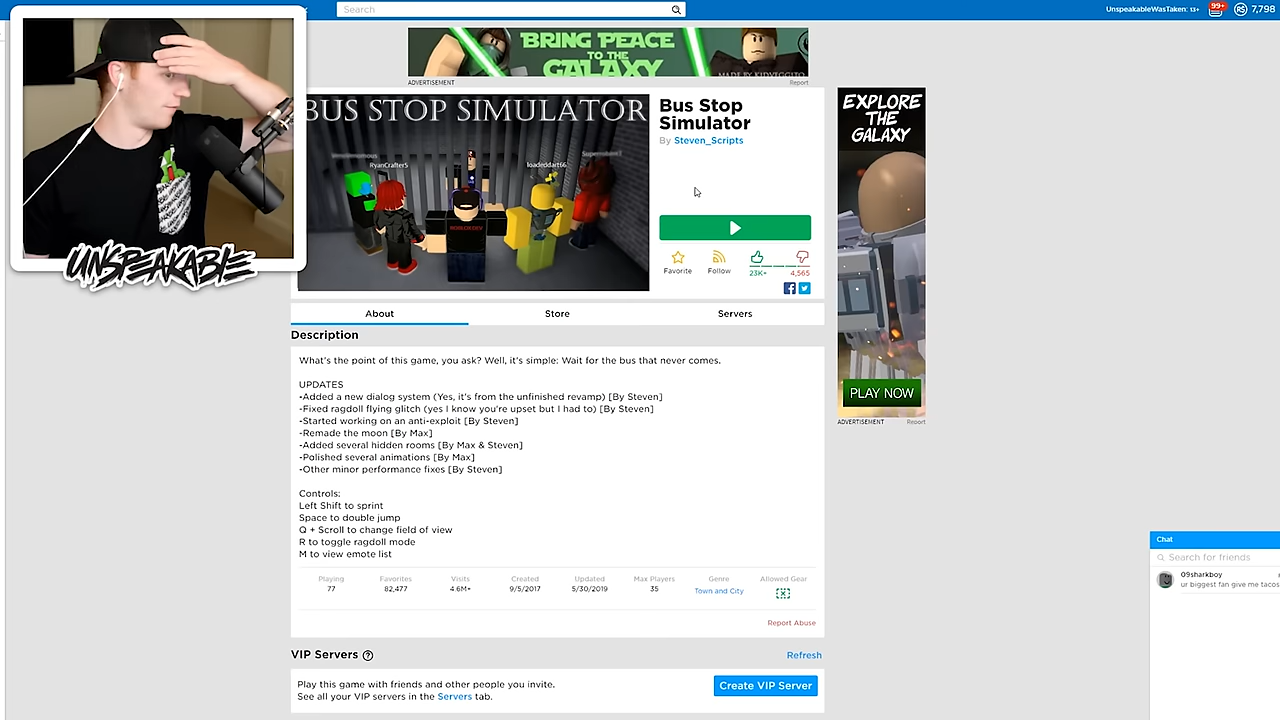 Search
UnspeakableWasTaken: 13+
99+
7,798
BRING PEACE
TO THE
GALAXY
MADE BY KIDVEGGITO
ADVERTISEMENT
Report
UNSPEAKABLE
BUS STOP SIMULATOR
RyanCrafter5
loadeddart66
ROBLOX DEV
Bus Stop
Simulator
By Steven_Scripts
Favorite
Follow
23K+
4,565
EXPLORE
THE
GALAXY
PLAY NOW
ADVERTISEMENT
Report
About
Store
Servers
Description
What's the point of this game, you ask? Well, it's simple: Wait for the bus that never comes.
UPDATES
-Added a new dialog system (Yes, it's from the unfinished revamp) [By Steven]
-Fixed ragdoll flying glitch (yes I know you're upset but I had to) [By Steven]
-Started working on an anti-exploit [By Steven]
-Remade the moon [By Max]
-Added several hidden rooms [By Max & Steven]
-Polished several animations [By Max]
-Other minor performance fixes [By Steven]
Controls:
Left Shift to sprint
Space to double jump
Q + Scroll to change field of view
R to toggle ragdoll mode
M to view emote list
Playing
Favorites
Visits
Created
Updated
Max Players
Genre
Allowed Gear
77
82,477
4.6M+
9/5/2017
5/30/2019
35
Town and City
Report Abuse
VIP Servers
Refresh
Play this game with friends and other people you invite.
See all your VIP servers in the Servers tab.
Create VIP Server
Chat
Search for friends
09sharkboy
ur biggest fan give me tacos